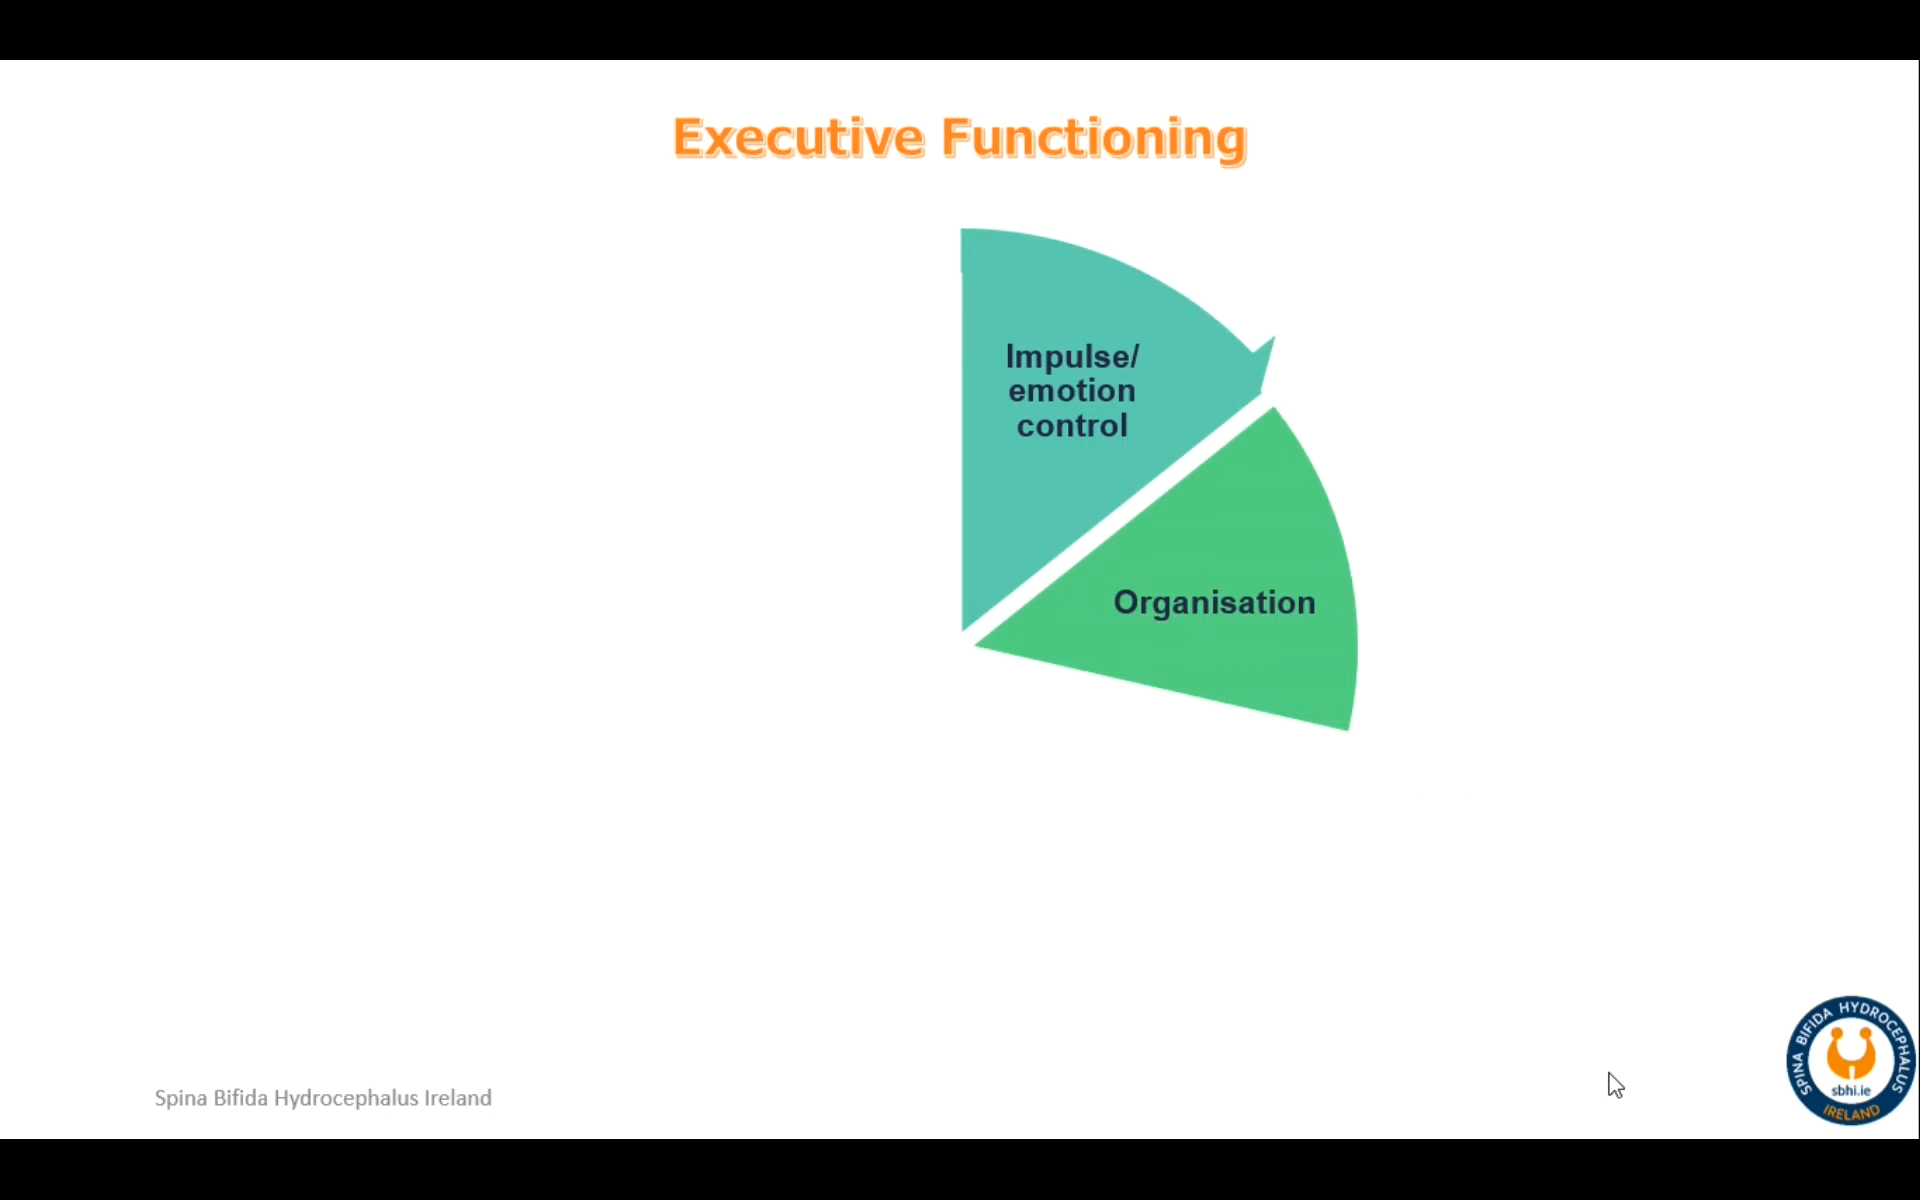 Executive Functioning
Impulse/
emotion
control
Organisation
Spina Bifida Hydrocephalus Ireland
SPINA BIFIDA HYDROCEPHALUS
sbhi.ie
IRELAND